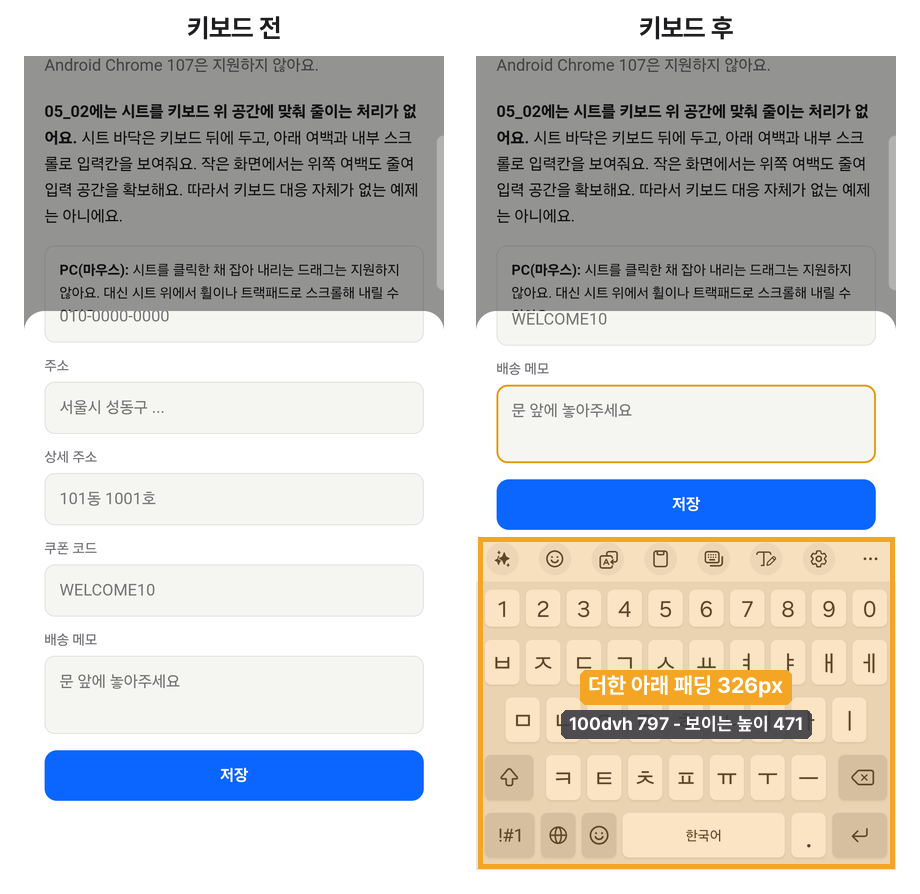 키보드 전
Android Chrome 107은 지원하지 않아요.
05_02에는 시트를 키보드 위 공간에 맞춰 줄이는 처리가 없
어요. 시트 바닥은 키보드 뒤에 두고, 아래 여백과 내부 스크
롤로 입력칸을 보여줘요. 작은 화면에서는 위쪽 여백도 줄여
입력 공간을 확보해요. 따라서 키보드 대응 자체가 없는 예제
는 아니에요.
PC(마우스): 시트를 클릭한 채 잡아 내리는 드래그는 지원하지
않아요. 대신 시트 위에서 휠이나 트랙패드로 스크롤해 내릴 수
010-0000-0000
주소
서울시 성동구 ...
상세 주소
101동 1001호
쿠폰 코드
WELCOME10
배송 메모
문 앞에 놓아주세요
저장
키보드 후
Android Chrome 107은 지원하지 않아요.
05_02에는 시트를 키보드 위 공간에 맞춰 줄이는 처리가 없
어요. 시트 바닥은 키보드 뒤에 두고, 아래 여백과 내부 스크
롤로 입력칸을 보여줘요. 작은 화면에서는 위쪽 여백도 줄여
입력 공간을 확보해요. 따라서 키보드 대응 자체가 없는 예제
는 아니에요.
PC(마우스): 시트를 클릭한 채 잡아 내리는 드래그는 지원하지
않아요. 대신 시트 위에서 휠이나 트랙패드로 스크롤해 내릴 수
WELCOME10
배송 메모
문 앞에 놓아주세요
저장
1 2 3 4 5 6 7 8 9 0
ㅂ ㅈ ㄷ ㄱ ㅅ ㅛ ㅕ ㅑ ㅐ ㅔ
더한 아래 패딩 326px
ㅁ ㅣ
100dvh 797 - 보이는 높이 471
ㅋ ㅌ ㅊ ㅍ ㅠ ㅜ ㅡ
!#1 한국어 .